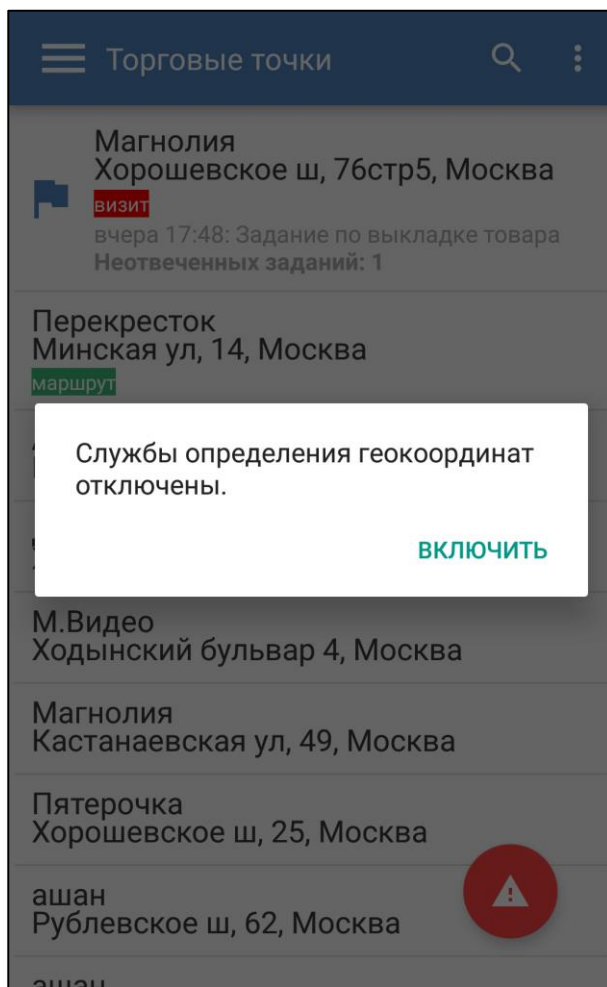 Торговые точки
Магнолия
Хорошевское ш, 76стр5, Москва
визит
вчера 17:48: Задание по выкладке товара
Неотвеченных заданий: 1
Перекресток
Минская ул, 14, Москва
маршрут
Службы определения геокоординат
отключены.
ВКЛЮЧИТЬ
М.Видео
Ходынский бульвар 4, Москва
Магнолия
Кастанаевская ул, 49, Москва
Пятерочка
Хорошевское ш, 25, Москва
ашан
Рублевское ш, 62, Москва
ашан